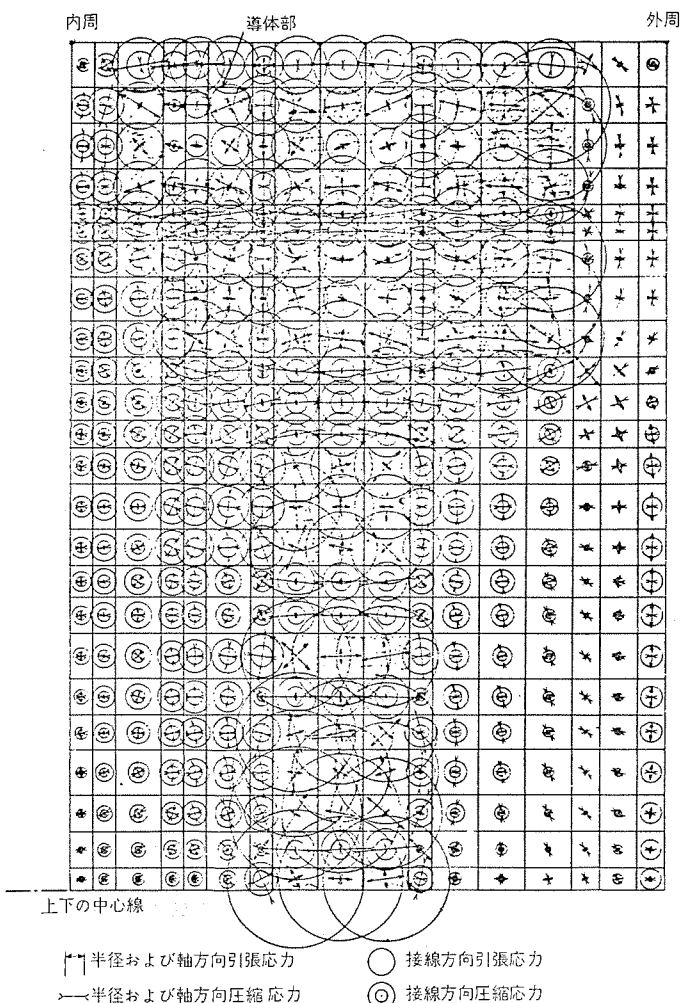 内周
導体部
外周
上下の中心線
半径および軸方向引張応力
接線方向引張応力
半径および軸方向圧縮応力
接線方向圧縮応力